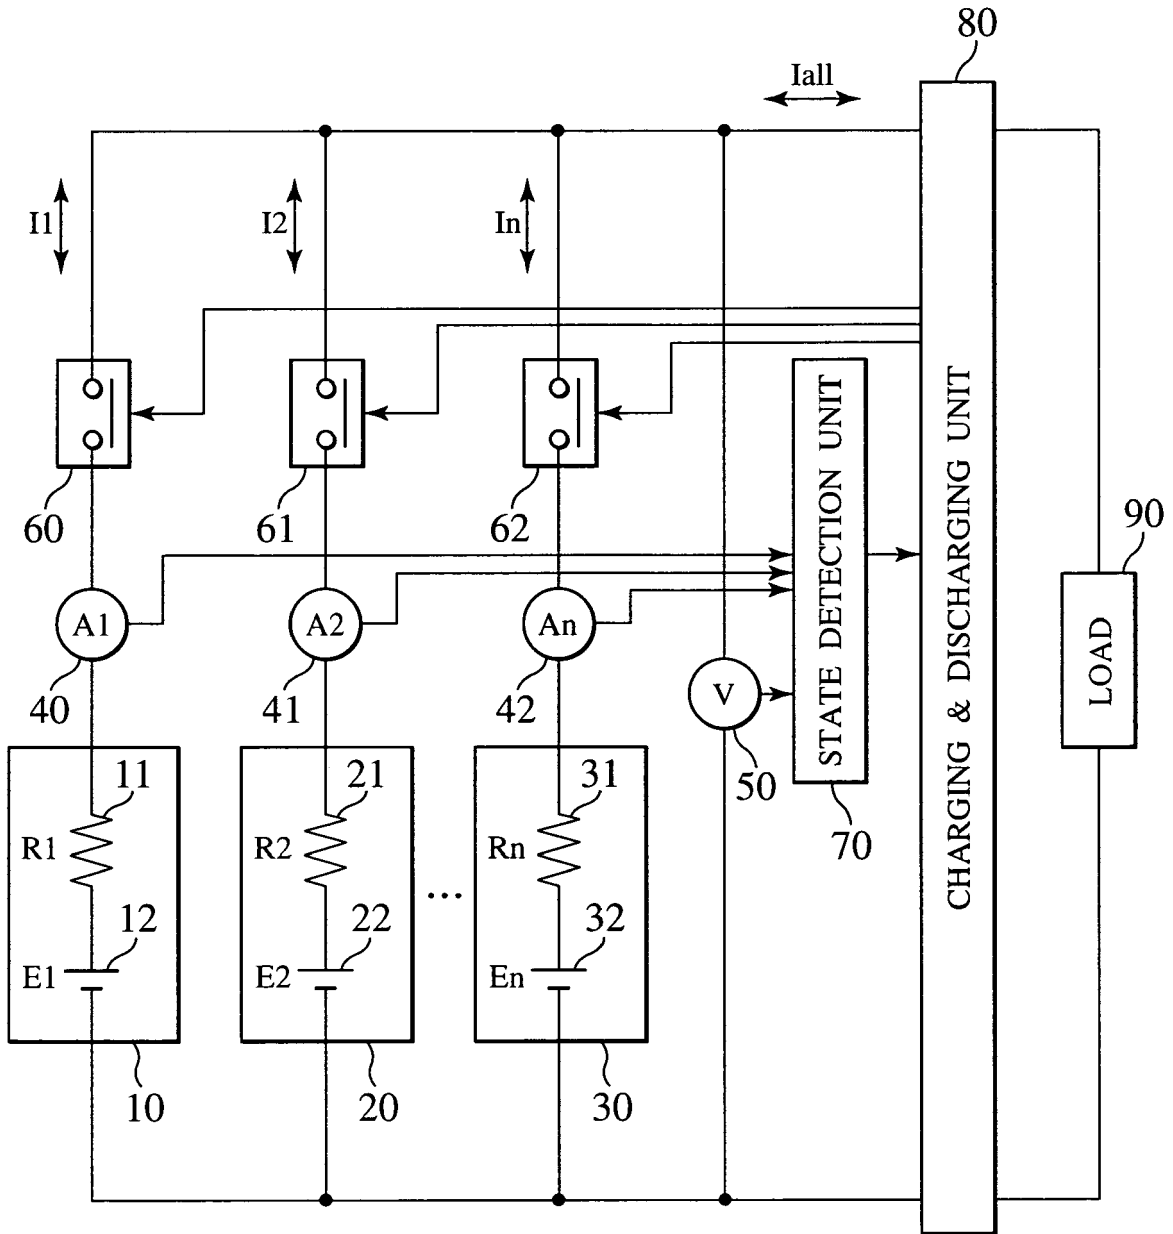 80
Iall
I1
I2
In
60
61
62
STATE DETECTION UNIT
CHARGING & DISCHARGING UNIT
90
LOAD
A1
A2
An
40
41
42
V
50
70
11
R1
12
E1
10
21
R2
22
E2
20
...
31
Rn
32
En
30